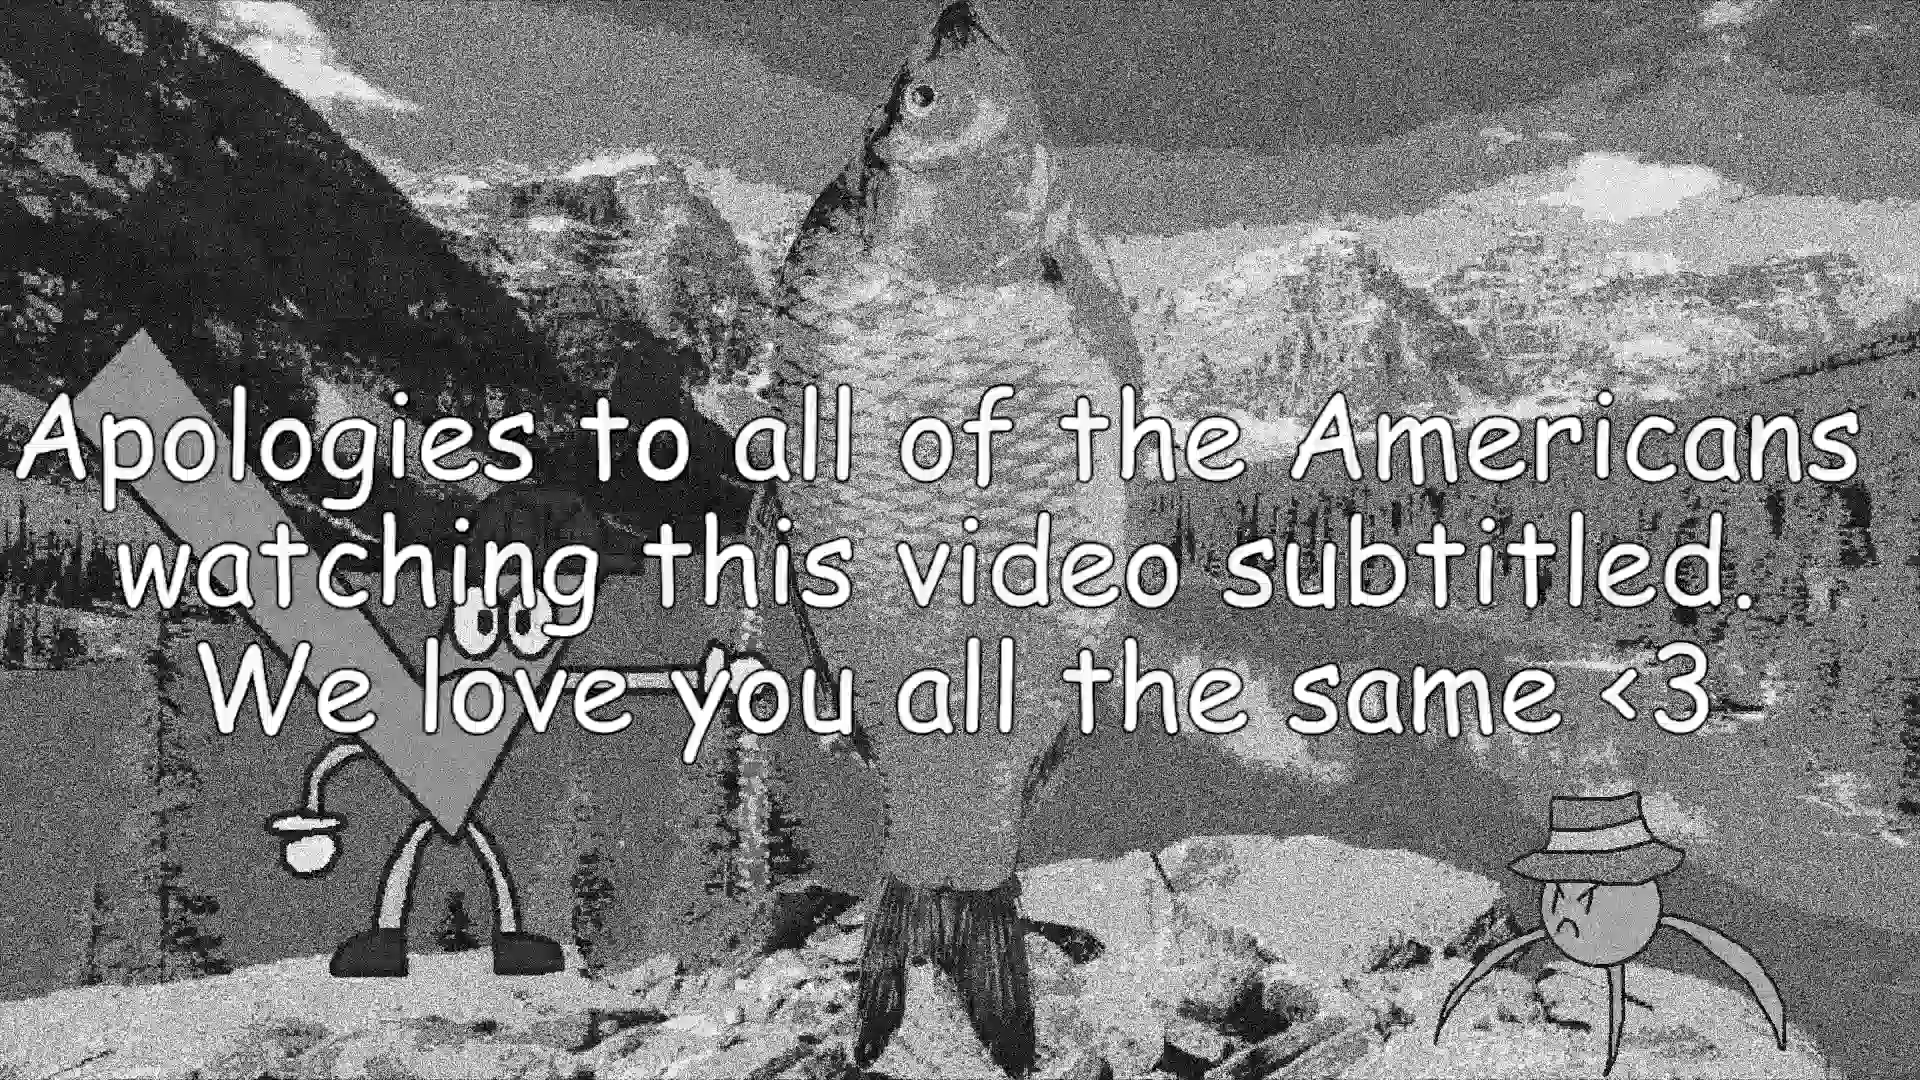 Apologies to all of the Americans
watching this video subtitled.
We love you all the same <3